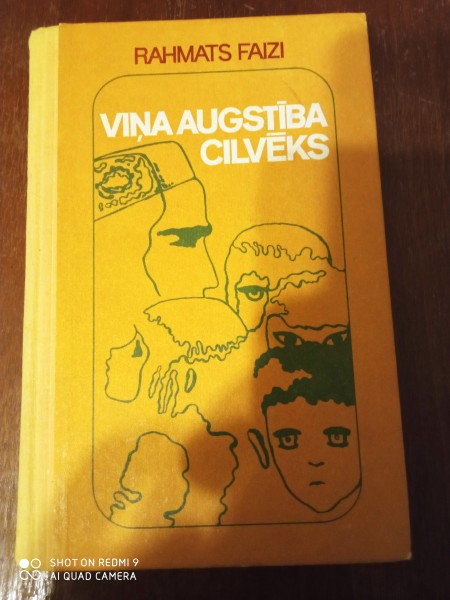 RAHMATS FAIZI
VIŅA AUGSTĪBA
CILVĒKS
SHOT ON REDMI 9
AI QUAD CAMERA